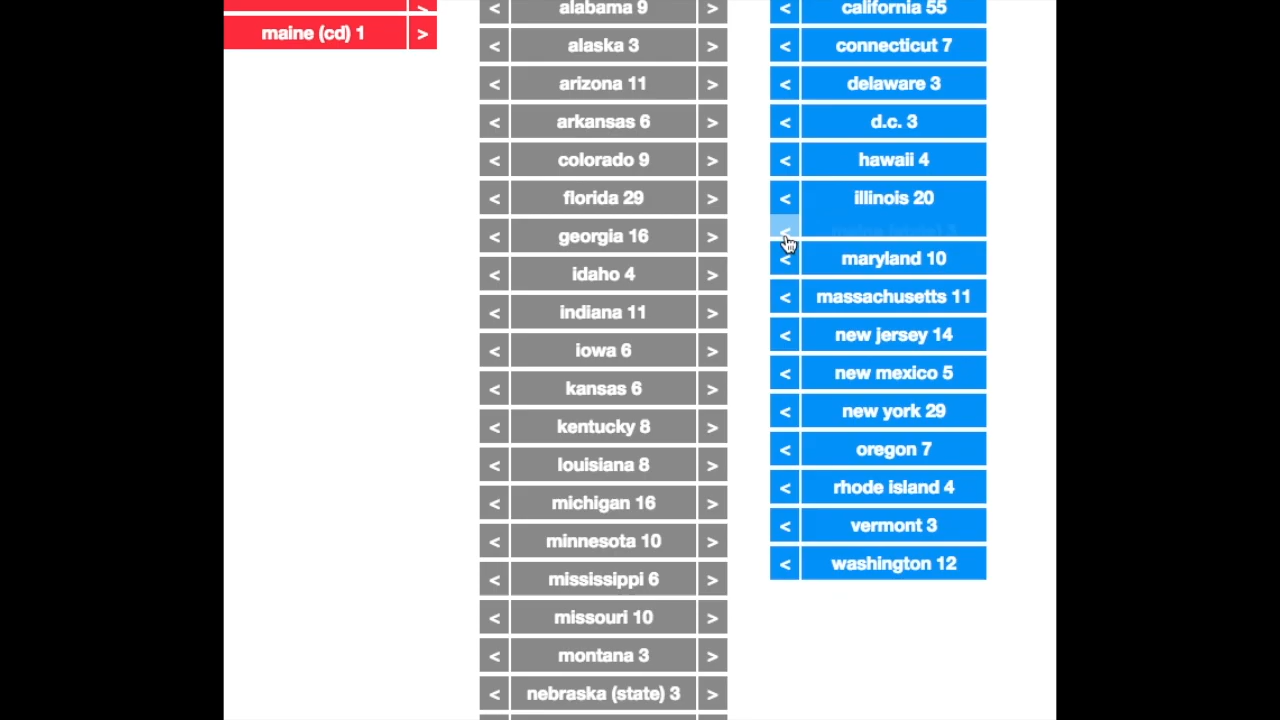 >
maine (cd) 1 >
< alabama 9 >
< alaska 3 >
< arizona 11 >
< arkansas 6 >
< colorado 9 >
< florida 29 >
< georgia 16 >
< idaho 4 >
< indiana 11 >
< iowa 6 >
< kansas 6 >
< kentucky 8 >
< louisiana 8 >
< michigan 16 >
< minnesota 10 >
< mississippi 6 >
< missouri 10 >
< montana 3 >
< nebraska (state) 3 >
< california 55
< connecticut 7
< delaware 3
< d.c. 3
< hawaii 4
< illinois 20
<
< maryland 10
< massachusetts 11
< new jersey 14
< new mexico 5
< new york 29
< oregon 7
< rhode island 4
< vermont 3
< washington 12